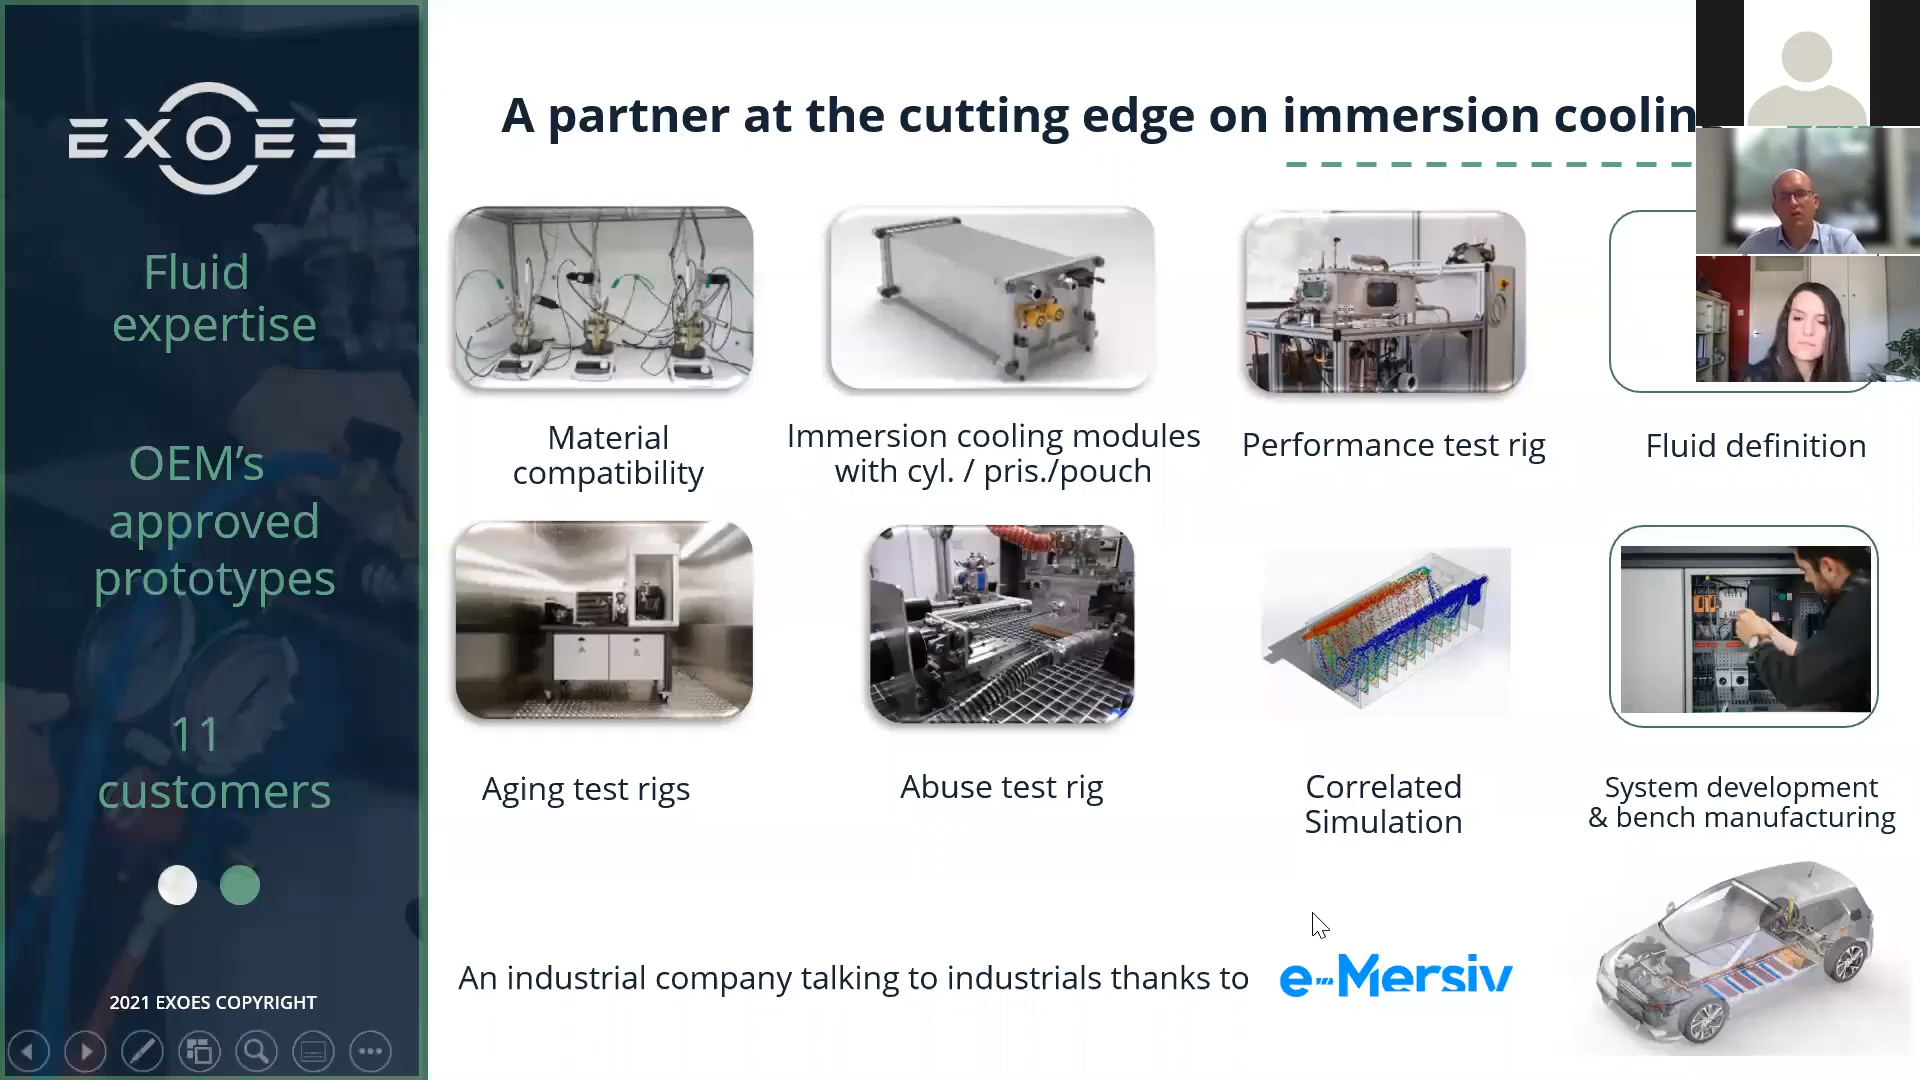 EXOES
Fluid
expertise
OEM’s
approved
prototypes
11
customers
2021 EXOES COPYRIGHT
A partner at the cutting edge on immersion
Material
compatibility
Immersion cooling modules
with cyl. / pris./pouch
Performance test rig
Fluid definition
Aging test rigs
Abuse test rig
Correlated
Simulation
System development
& bench manufacturing
An industrial company talking to industrials thanks to
e-Mersiv